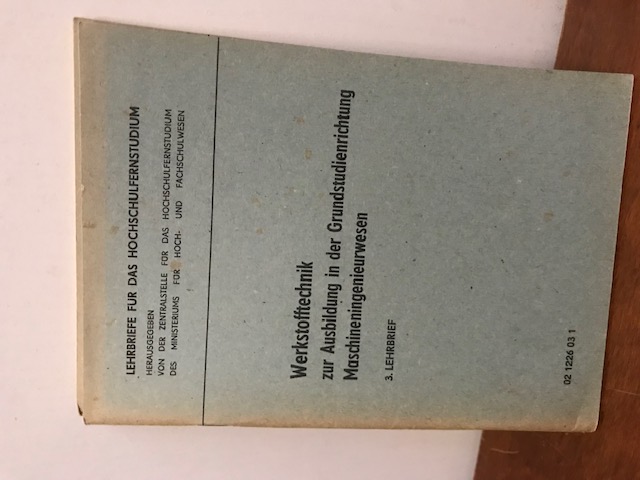 LEHRBRIEFE FÜR DAS HOCHSCHULFERNSTUDIUM
HERAUSGEGEBEN
VON DER ZENTRALSTELLE FÜR DAS HOCHSCHULFERNSTUDIUM
DES MINISTERIUMS FÜR HOCH- UND FACHSCHULWESEN
Werkstofftechnik
zur Ausbildung in der Grundstudienrichtung
Maschineningenieurwesen
3. LEHRBRIEF
02 1226 03 1